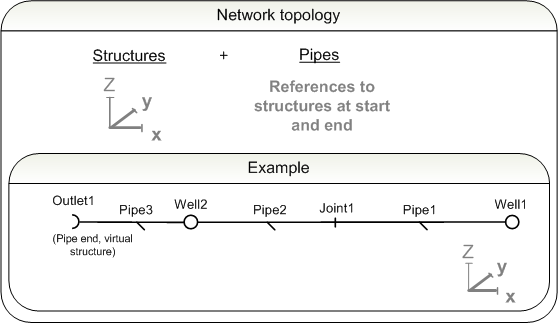 Network topology
Structures + Pipes
Z
y
x
References to
structures at start
and end
Example
Outlet1 Pipe3 Well2 Pipe2 Joint1 Pipe1 Well1
(Pipe end, virtual
structure)
Z
y
x